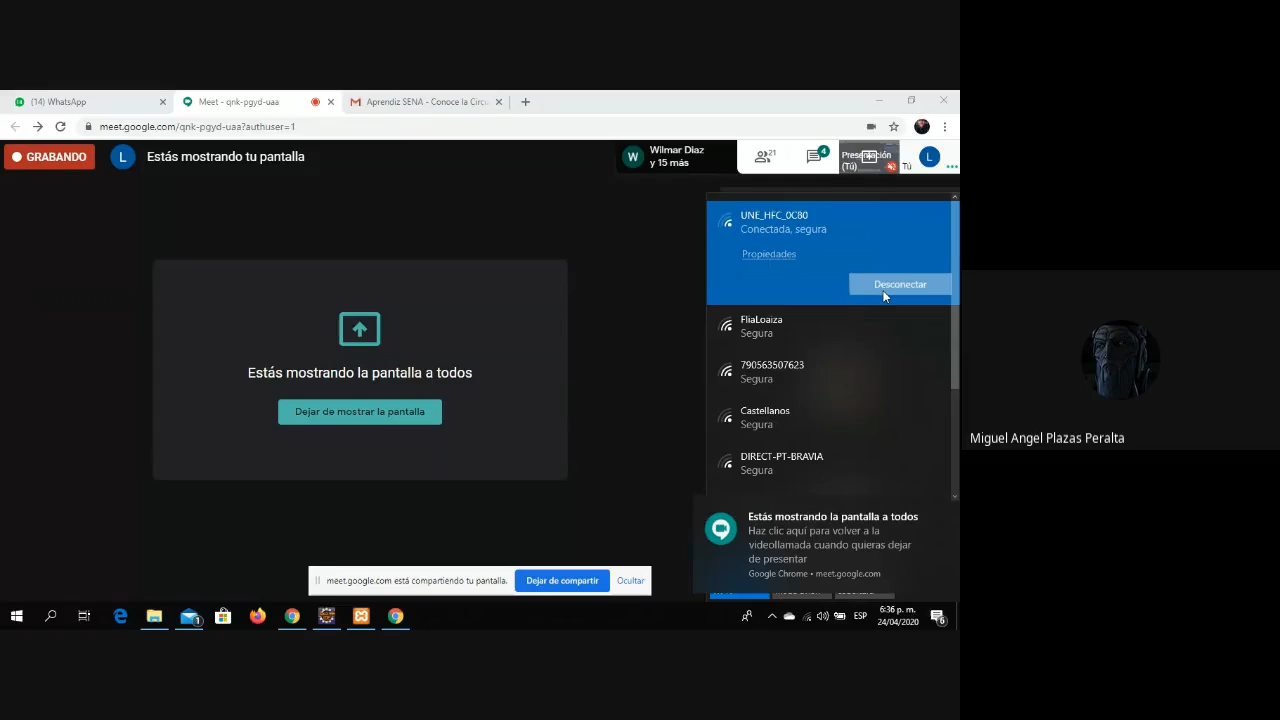 (14) WhatsApp
Meet - qnk-pgyd-uaa
Aprendiz SENA - Conoce la Circu
meet.google.com/qnk-pgyd-uaa?authuser=1
GRABANDO
L
Estás mostrando tu pantalla
W
Wilmar Diaz
y 15 más
21
4
Presentación
(Tú)
Tú
L
UNE_HFC_0C80
Conectada, segura
Propiedades
Desconectar
FliaLoaiza
Segura
790563507623
Segura
Castellanos
Segura
DIRECT-PT-BRAVIA
Segura
Estás mostrando la pantalla a todos
Dejar de mostrar la pantalla
Estás mostrando la pantalla a todos
Haz clic aquí para volver a la
videollamada cuando quieras dejar
de presentar
Google Chrome • meet.google.com
meet.google.com está compartiendo tu pantalla.
Dejar de compartir
Ocultar
1
ESP
6:36 p. m.
24/04/2020
6
Miguel Angel Plazas Peralta